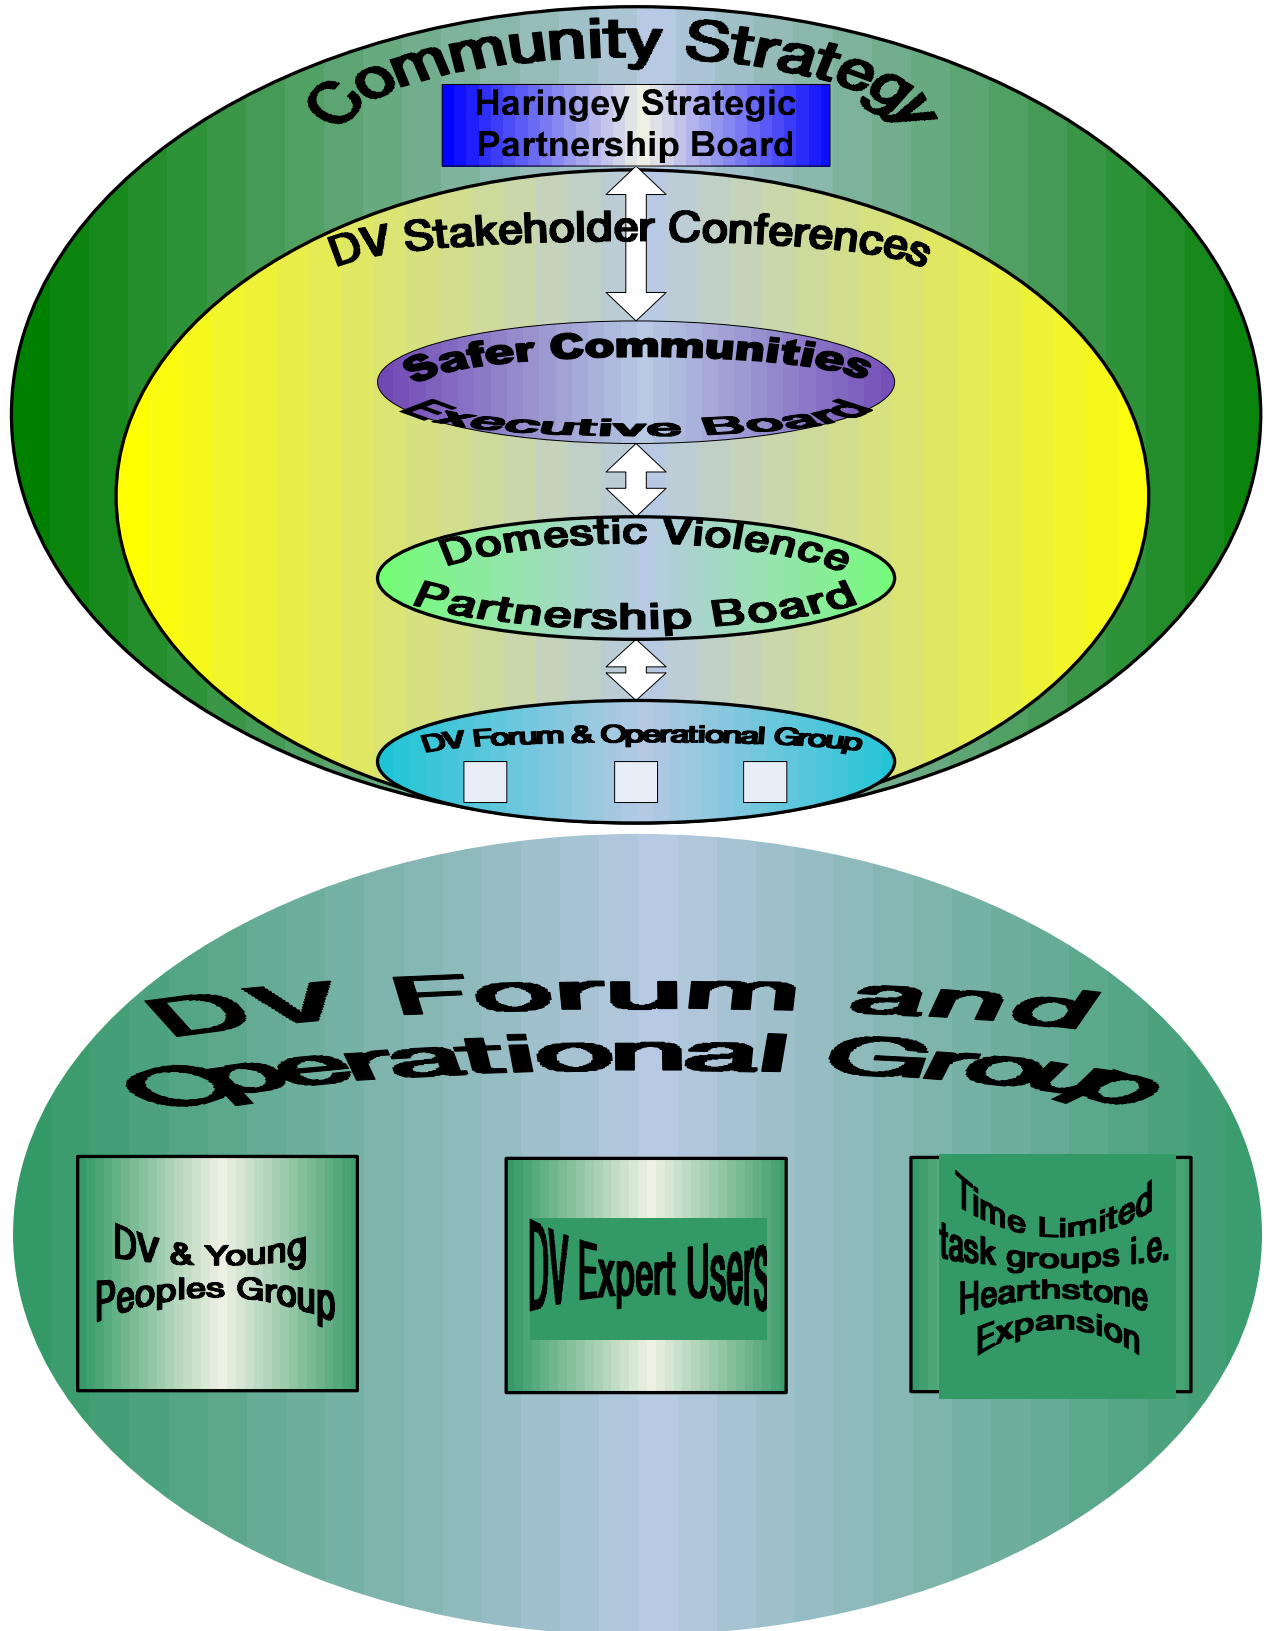 Community Strategy
Haringey Strategic
Partnership Board
DV Stakeholder Conferences
Safer Communities
Executive Board
Domestic Violence
Partnership Board
DV Forum & Operational Group
DV Forum and
Operational Group
DV & Young
Peoples Group
DV Expert Users
Time Limited
task groups i.e.
Hearthstone
Expansion